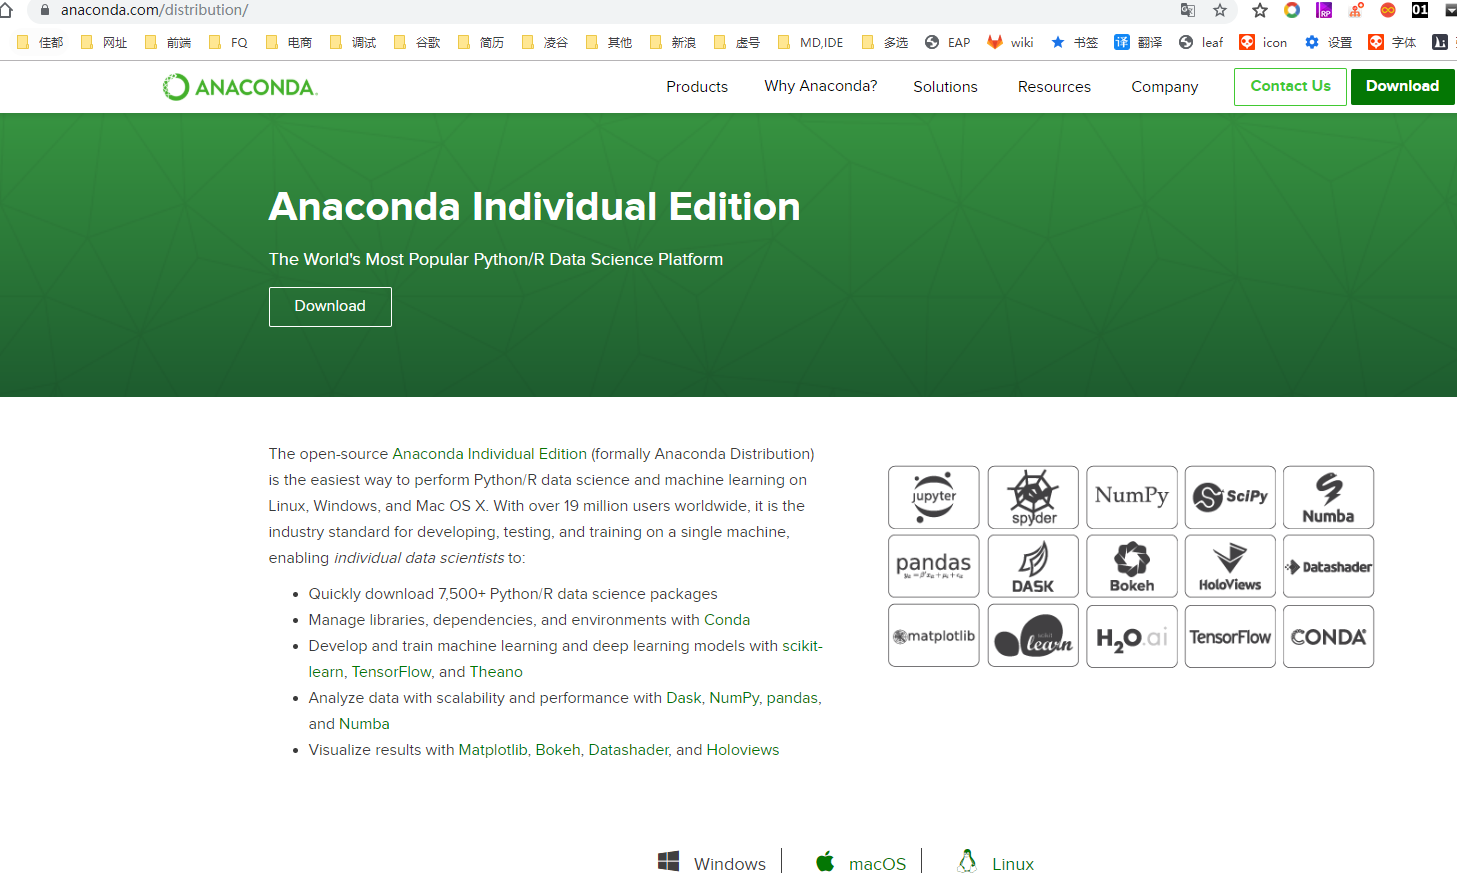 anaconda.com/distribution/
01
佳都 网址 前端 FQ 电商 调试 谷歌 简历 凌谷 其他 新浪 虚号 MD,IDE 多选 EAP wiki 书签 译 翻译 leaf icon 设置 字体
ANACONDA.
Products Why Anaconda? Solutions Resources Company Contact Us Download
Anaconda Individual Edition
The World's Most Popular Python/R Data Science Platform
Download
The open-source Anaconda Individual Edition (formally Anaconda Distribution)
is the easiest way to perform Python/R data science and machine learning on
Linux, Windows, and Mac OS X. With over 19 million users worldwide, it is the
industry standard for developing, testing, and training on a single machine,
enabling individual data scientists to:
Quickly download 7,500+ Python/R data science packages
Manage libraries, dependencies, and environments with Conda
Develop and train machine learning and deep learning models with scikit-
learn, TensorFlow, and Theano
Analyze data with scalability and performance with Dask, NumPy, pandas,
and Numba
Visualize results with Matplotlib, Bokeh, Datashader, and Holoviews
jupyter spyder NumPy SciPy Numba
pandas DASK Bokeh HoloViews Datashader
matplotlib scikit learn H2O.ai TensorFlow CONDA
Windows macOS Linux